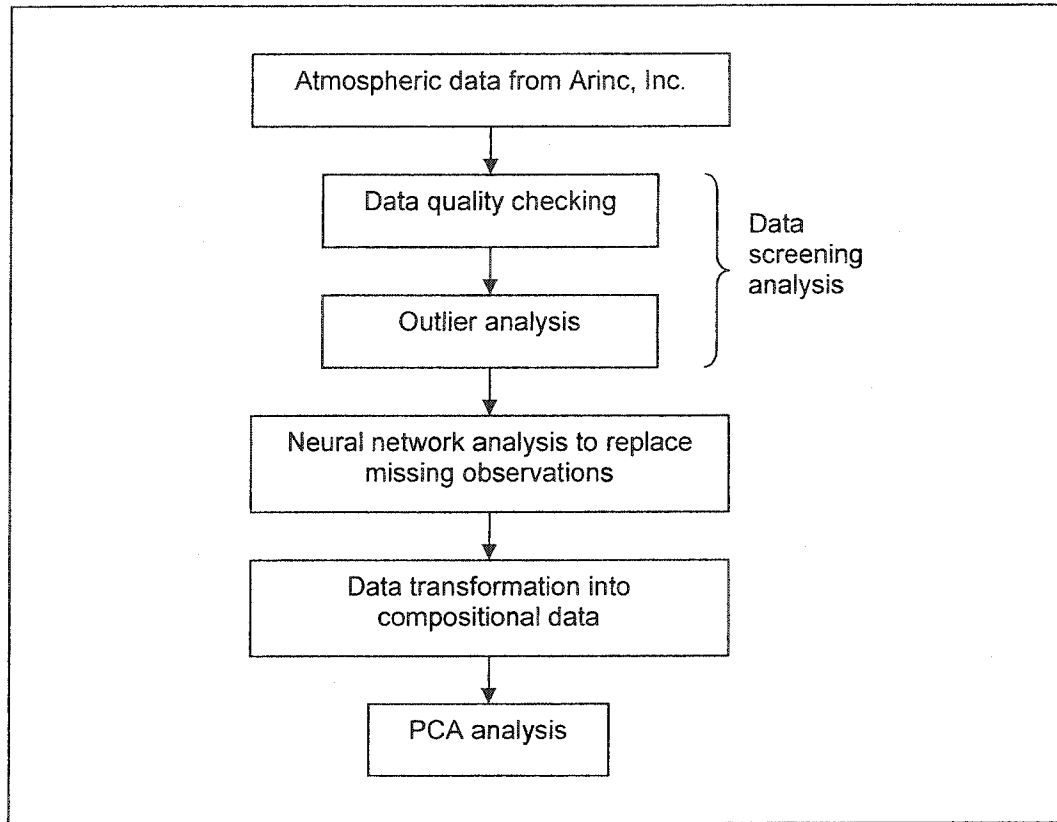 Atmospheric data from Arinc, Inc.
Data quality checking
Data
screening
analysis
Outlier analysis
Neural network analysis to replace
missing observations
Data transformation into
compositional data
PCA analysis